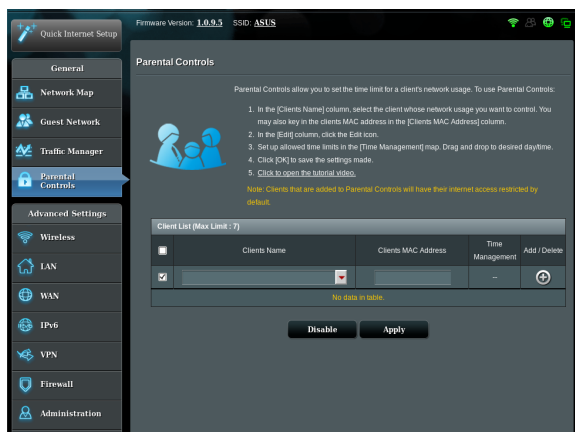 Quick Internet Setup
Firmware Version: 1.0.9.5 SSID: ASUS
General
Network Map
Guest Network
Traffic Manager
Parental
Controls
Advanced Settings
Wireless
LAN
WAN
IPv6
VPN
Firewall
Administration
Parental Controls
Parental Controls allow you to set the time limit for a client's network usage. To use Parental Controls:
1. In the [Clients Name] column, select the client whose network usage you want to control. You
may also key in the clients MAC address in the [Clients MAC Address] column.
2. In the [Edit] column, click the Edit icon.
3. Set up allowed time limits in the [Time Management] map. Drag and drop to desired day/time.
4. Click [OK] to save the settings made.
5. Click to open the tutorial video.
Note: Clients that are added to Parental Controls will have their internet access restricted by
default.
Client List (Max Limit : 7)
Clients Name
Clients MAC Address
Time
Management
Add / Delete
--
No data in table.
Disable
Apply